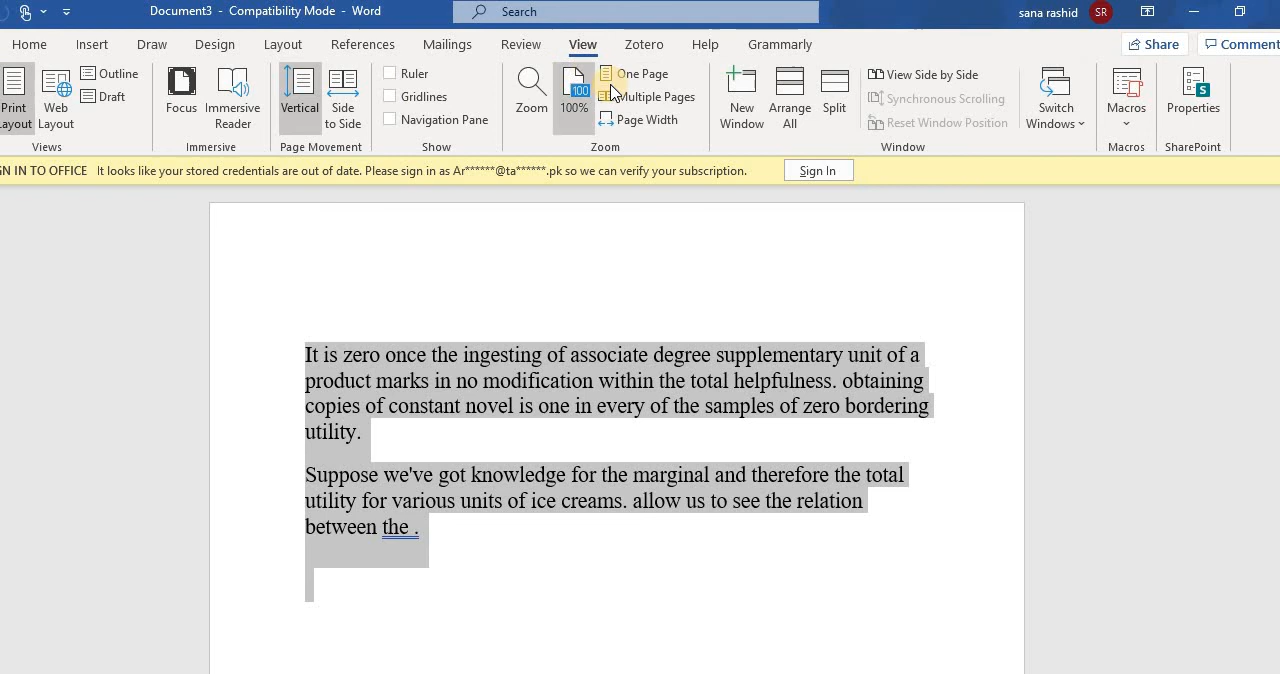 Document3 - Compatibility Mode - Word
Search
sana rashid
SR
Home Insert Draw Design Layout References Mailings Review View Zotero Help Grammarly
Share
Comment
Print Layout
Web Layout
Outline
Draft
Views
Focus
Immersive Reader
Immersive
Vertical
Side to Side
Page Movement
Ruler
Gridlines
Navigation Pane
Show
Zoom
100
100%
One Page
Multiple Pages
Page Width
Zoom
New Window
Arrange All
Split
View Side by Side
Synchronous Scrolling
Reset Window Position
Switch Windows
Window
Macros
Macros
S
Properties
SharePoint
GN IN TO OFFICE It looks like your stored credentials are out of date. Please sign in as Ar******@ta******.pk so we can verify your subscription.
Sign In
It is zero once the ingesting of associate degree supplementary unit of a
product marks in no modification within the total helpfulness. obtaining
copies of constant novel is one in every of the samples of zero bordering
utility.
Suppose we've got knowledge for the marginal and therefore the total
utility for various units of ice creams. allow us to see the relation
between the .